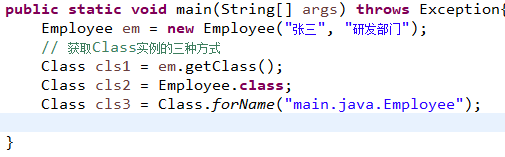 public static void main(String[] args) throws Exception{
Employee em = new Employee("张三", "研发部门");
// 获取Class实例的三种方式
Class cls1 = em.getClass();
Class cls2 = Employee.class;
Class cls3 = Class.forName("main.java.Employee");
}